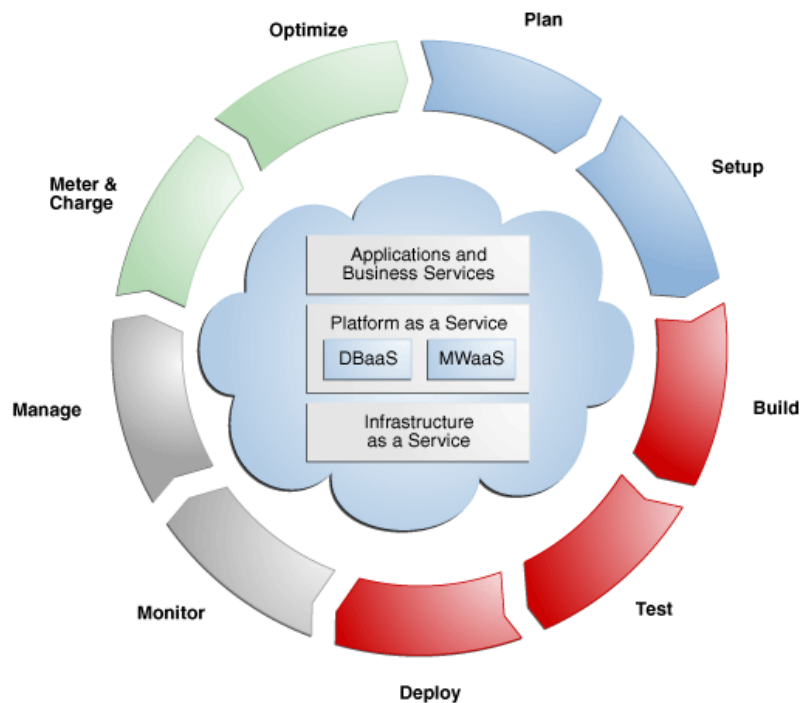 Optimize
Plan
Setup
Meter &
Charge
Applications and
Business Services
Platform as a Service
DBaaS
MWaaS
Infrastructure
as a Service
Manage
Build
Monitor
Test
Deploy